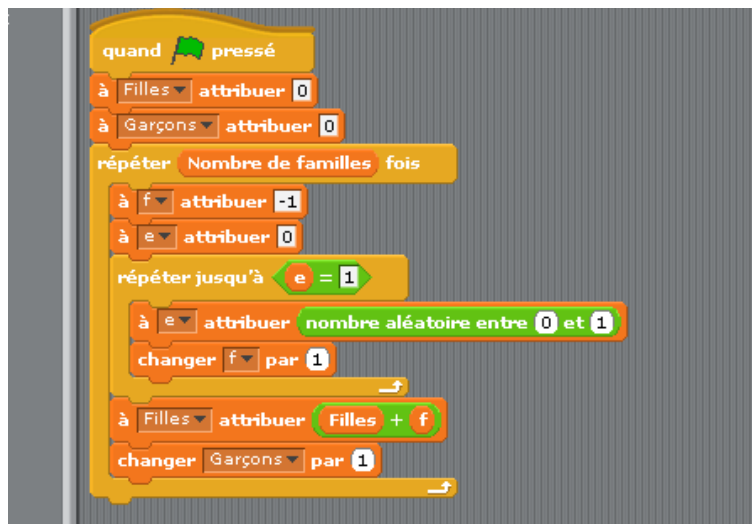 quand pressé
à Filles attribuer 0
à Garçons attribuer 0
répéter Nombre de familles fois
à f attribuer -1
à e attribuer 0
répéter jusqu'à e = 1
à e attribuer nombre aléatoire entre 0 et 1
changer f par 1
à Filles attribuer Filles + f
changer Garçons par 1